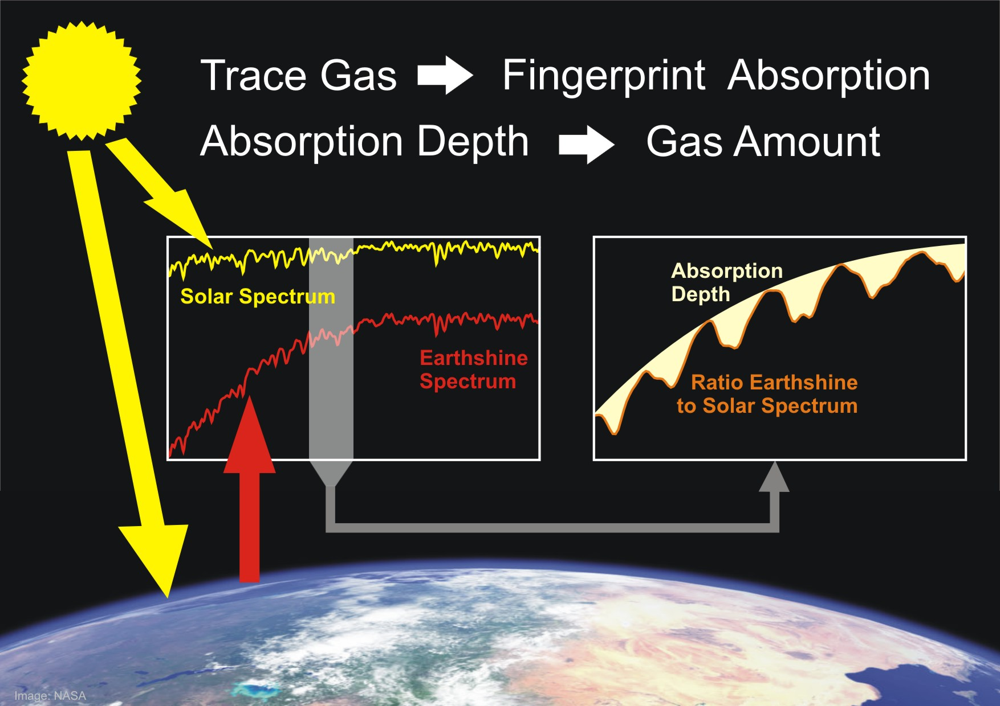 Trace Gas Fingerprint Absorption
Absorption Depth Gas Amount
Solar Spectrum
Earthshine
Spectrum
Absorption
Depth
Ratio Earthshine
to Solar Spectrum
Image: NASA